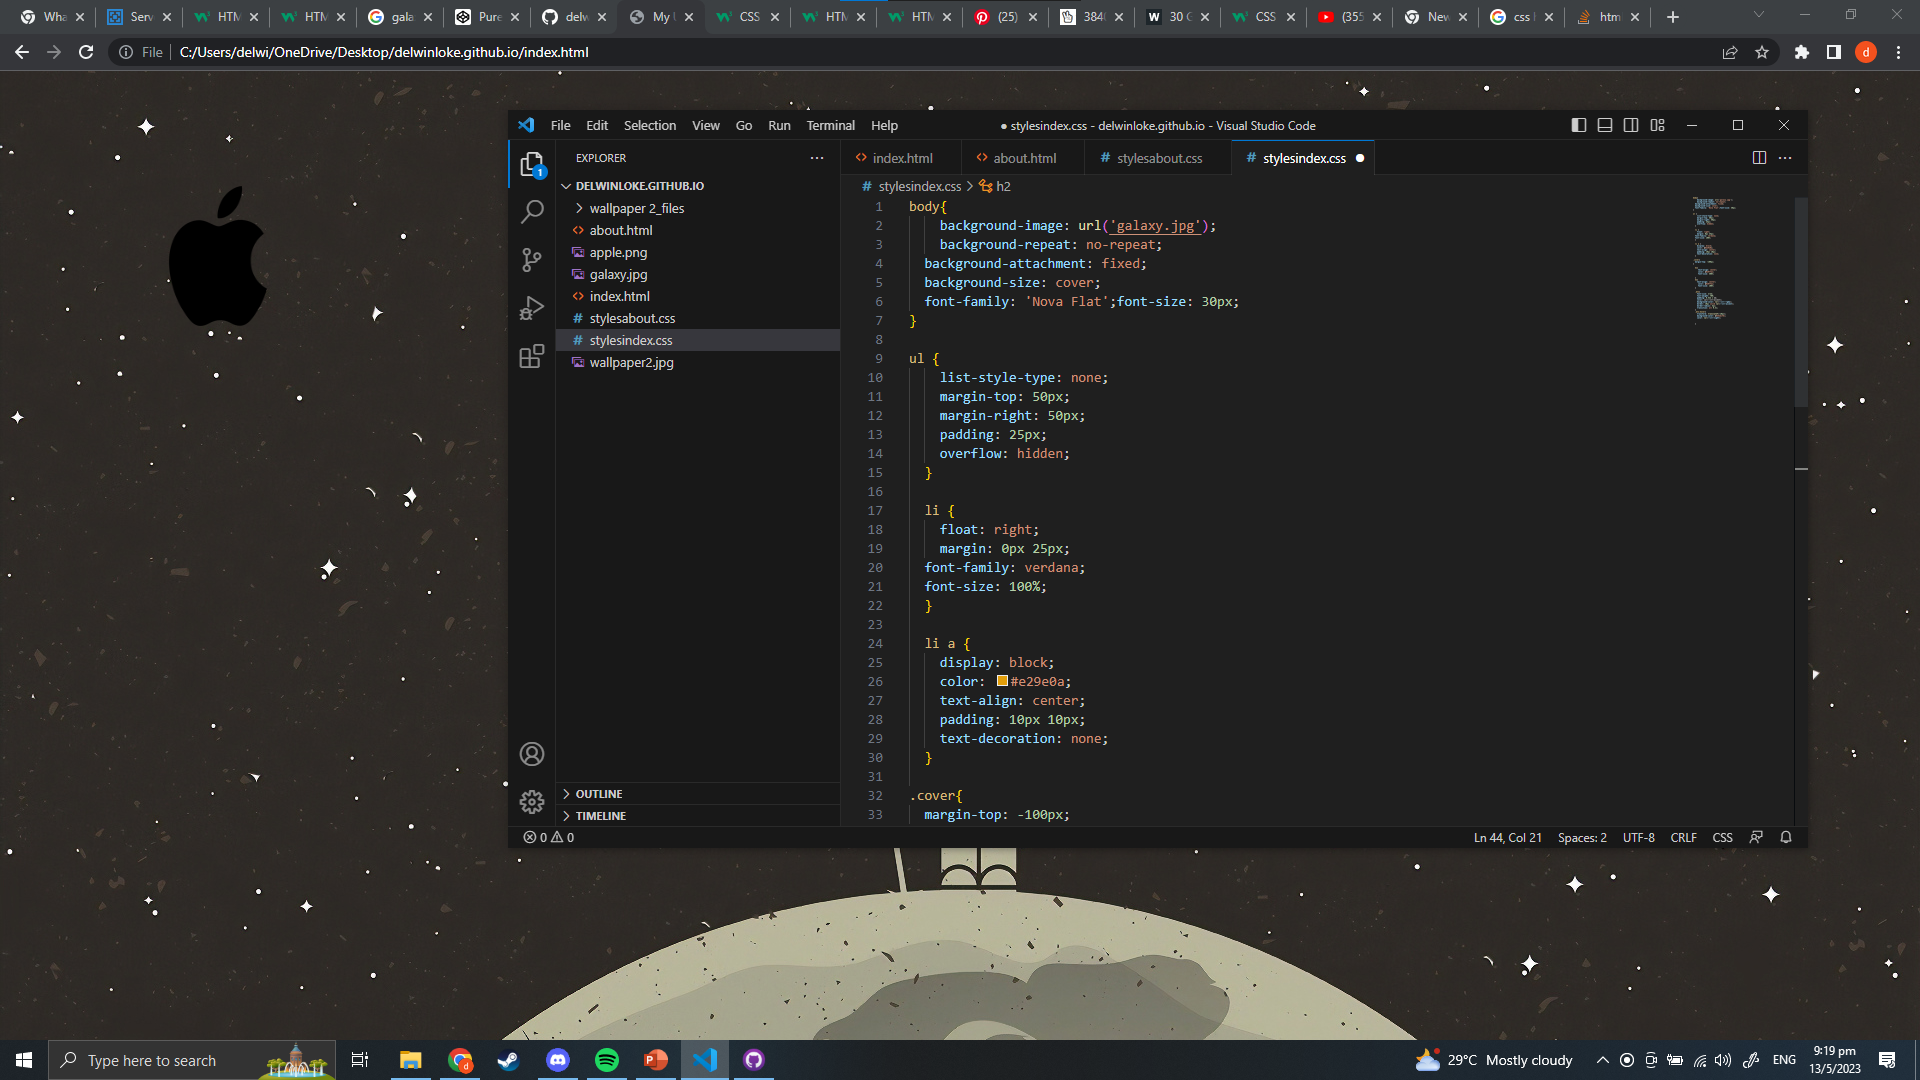 Wha
Serv
HTM
HTM
gala
Pure
delw
My
CSS
HTM
HTM
(25)
384
30
CSS
(355
New
css
htm
File
C:/Users/delwi/OneDrive/Desktop/delwinloke.github.io/index.html
d
File Edit Selection View Go Run Terminal Help
● stylesindex.css - delwinloke.github.io - Visual Studio Code
EXPLORER
index.html
about.html
# stylesabout.css
# stylesindex.css
1
DELWINLOKE.GITHUB.IO
wallpaper 2_files
about.html
apple.png
galaxy.jpg
index.html
# stylesabout.css
# stylesindex.css
wallpaper2.jpg
OUTLINE
TIMELINE
# stylesindex.css > h2
1 body{
2 background-image: url('galaxy.jpg');
3 background-repeat: no-repeat;
4 background-attachment: fixed;
5 background-size: cover;
6 font-family: 'Nova Flat';font-size: 30px;
7 }
8
9 ul {
10 list-style-type: none;
11 margin-top: 50px;
12 margin-right: 50px;
13 padding: 25px;
14 overflow: hidden;
15 }
16
17 li {
18 float: right;
19 margin: 0px 25px;
20 font-family: verdana;
21 font-size: 100%;
22 }
23
24 li a {
25 display: block;
26 color: #e29e0a;
27 text-align: center;
28 padding: 10px 10px;
29 text-decoration: none;
30 }
31
32 .cover{
33 margin-top: -100px;
0 0
Ln 44, Col 21 Spaces: 2 UTF-8 CRLF CSS
Type here to search
29°C Mostly cloudy
ENG
9:19 pm
13/5/2023